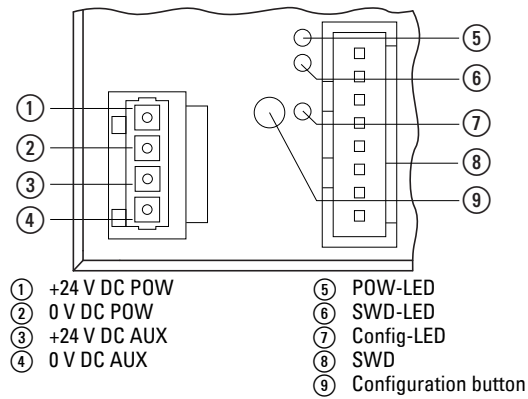 1
2
3
4
5
6
7
8
9
1 +24 V DC POW
2 0 V DC POW
3 +24 V DC AUX
4 0 V DC AUX
5 POW-LED
6 SWD-LED
7 Config-LED
8 SWD
9 Configuration button